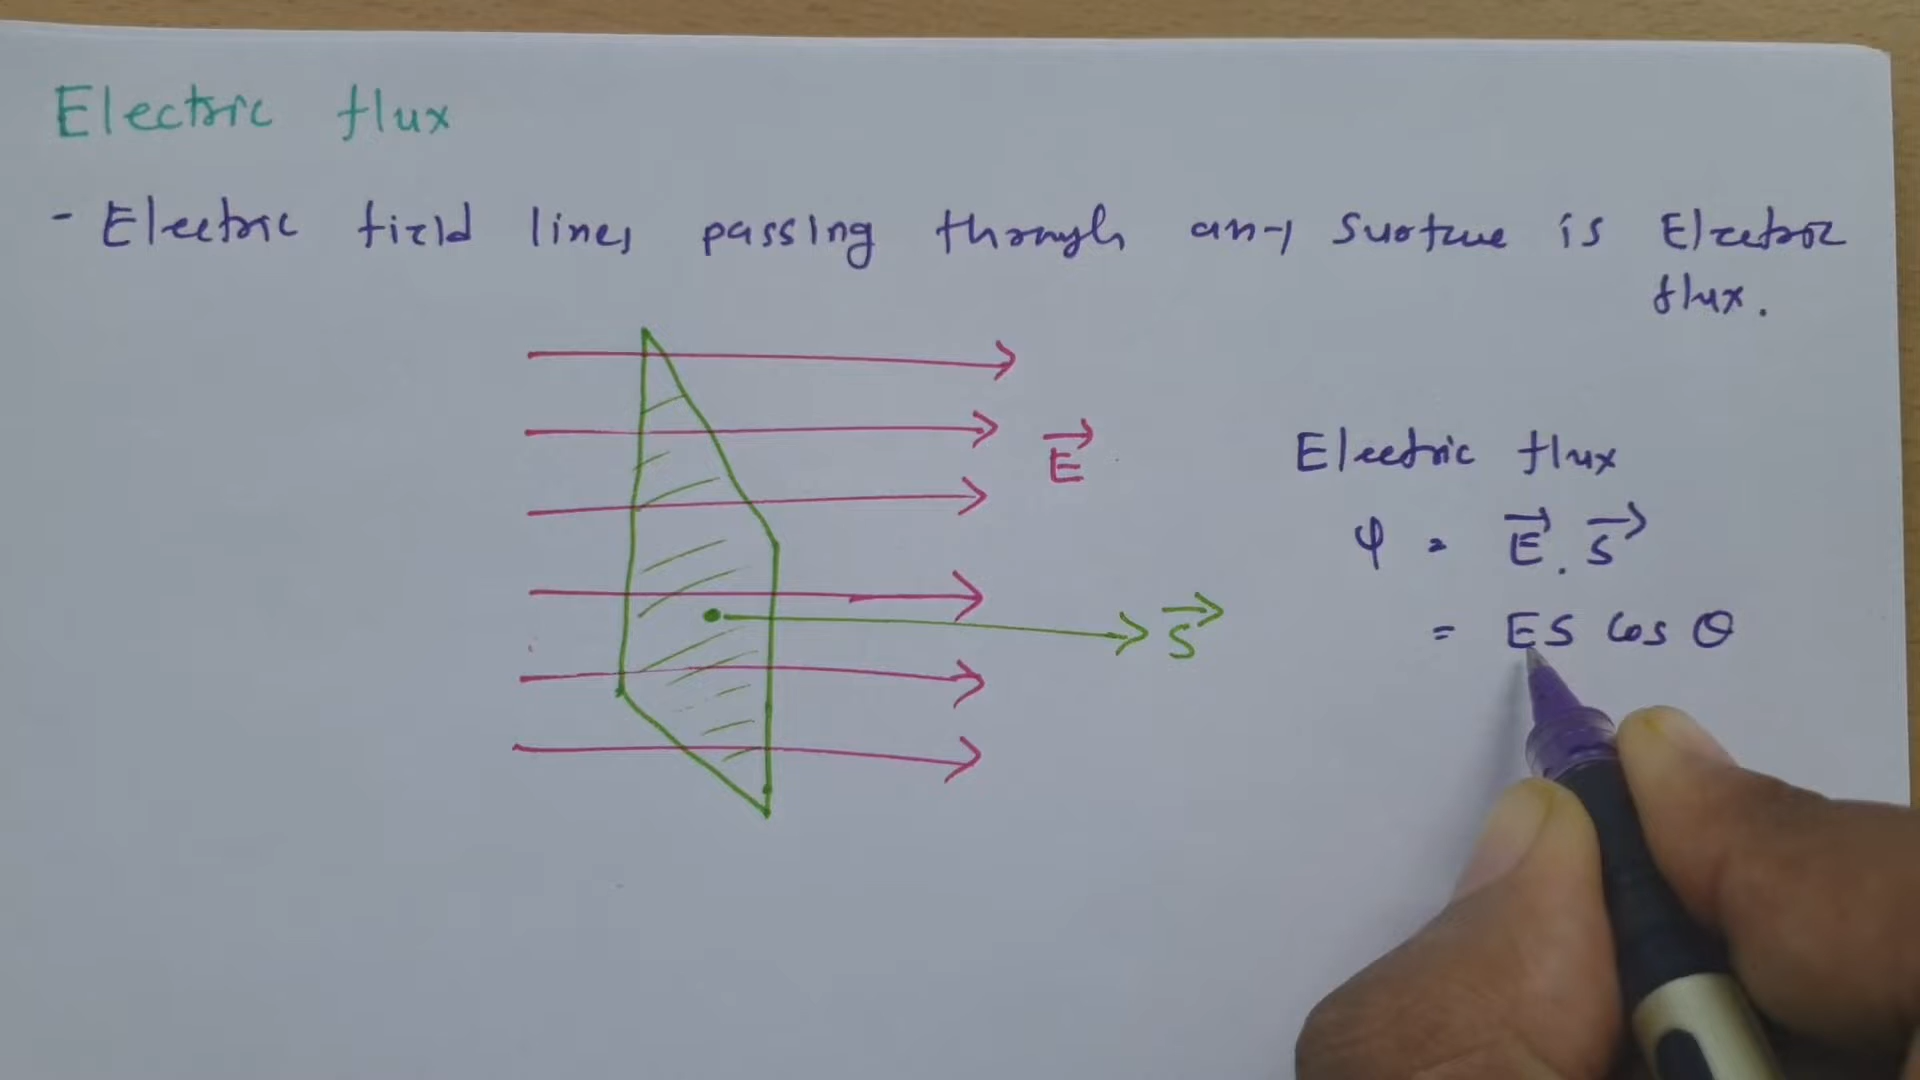 Electric flux
- Electric field lines passing through any surface is Electric
flux.
E⃗
S⃗
Electric flux
φ = E⃗ . S⃗
= ES Cos θ